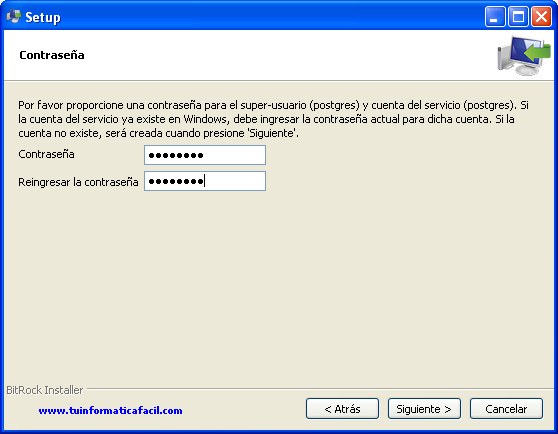 Setup
Contraseña
Por favor proporcione una contraseña para el super-usuario (postgres) y cuenta del servicio (postgres). Si
la cuenta del servicio ya existe en Windows, debe ingresar la contraseña actual para dicha cuenta. Si la
cuenta no existe, será creada cuando presione 'Siguiente'.
Contraseña ●●●●●●●●
Reingresar la contraseña ●●●●●●●●
BitRock Installer
www.tuinformaticafacil.com
< Atrás Siguiente > Cancelar